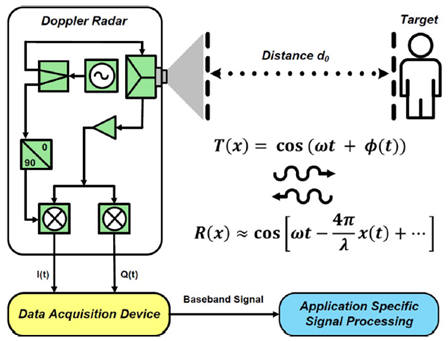 Doppler Radar
Target
Distance d₀
T(x) = cos (ωt + ϕ(t))
0
90
R(x) ≈ cos[ωt − 4π/λ x(t) + ⋯]
I(t)
Q(t)
Data Acquisition Device
Baseband Signal
Application Specific
Signal Processing